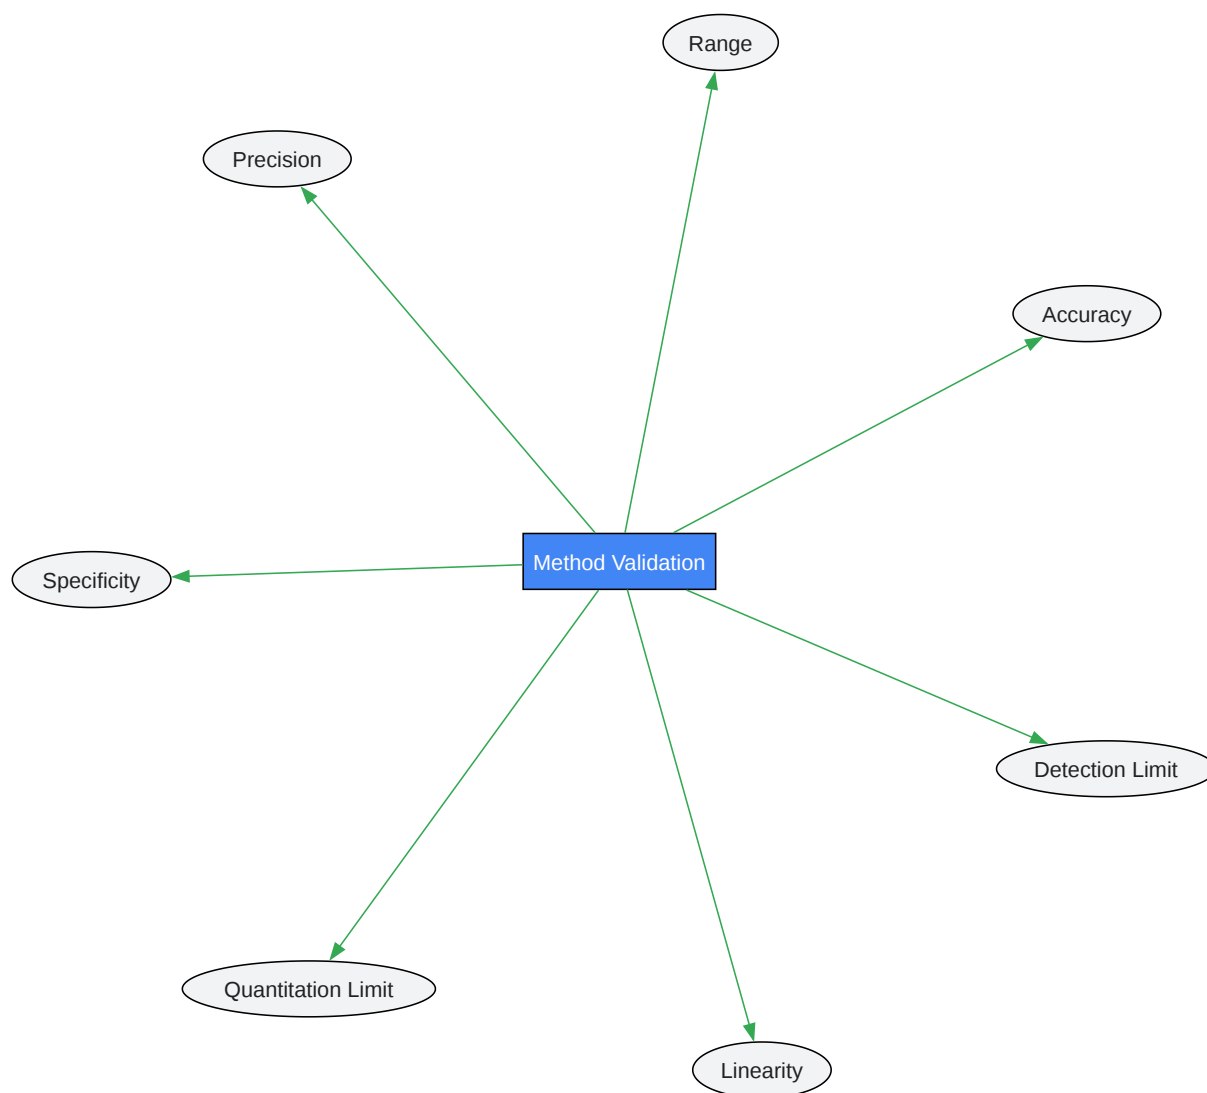 Range
Precision
Accuracy
Method Validation
Specificity
Detection Limit
Quantitation Limit
Linearity